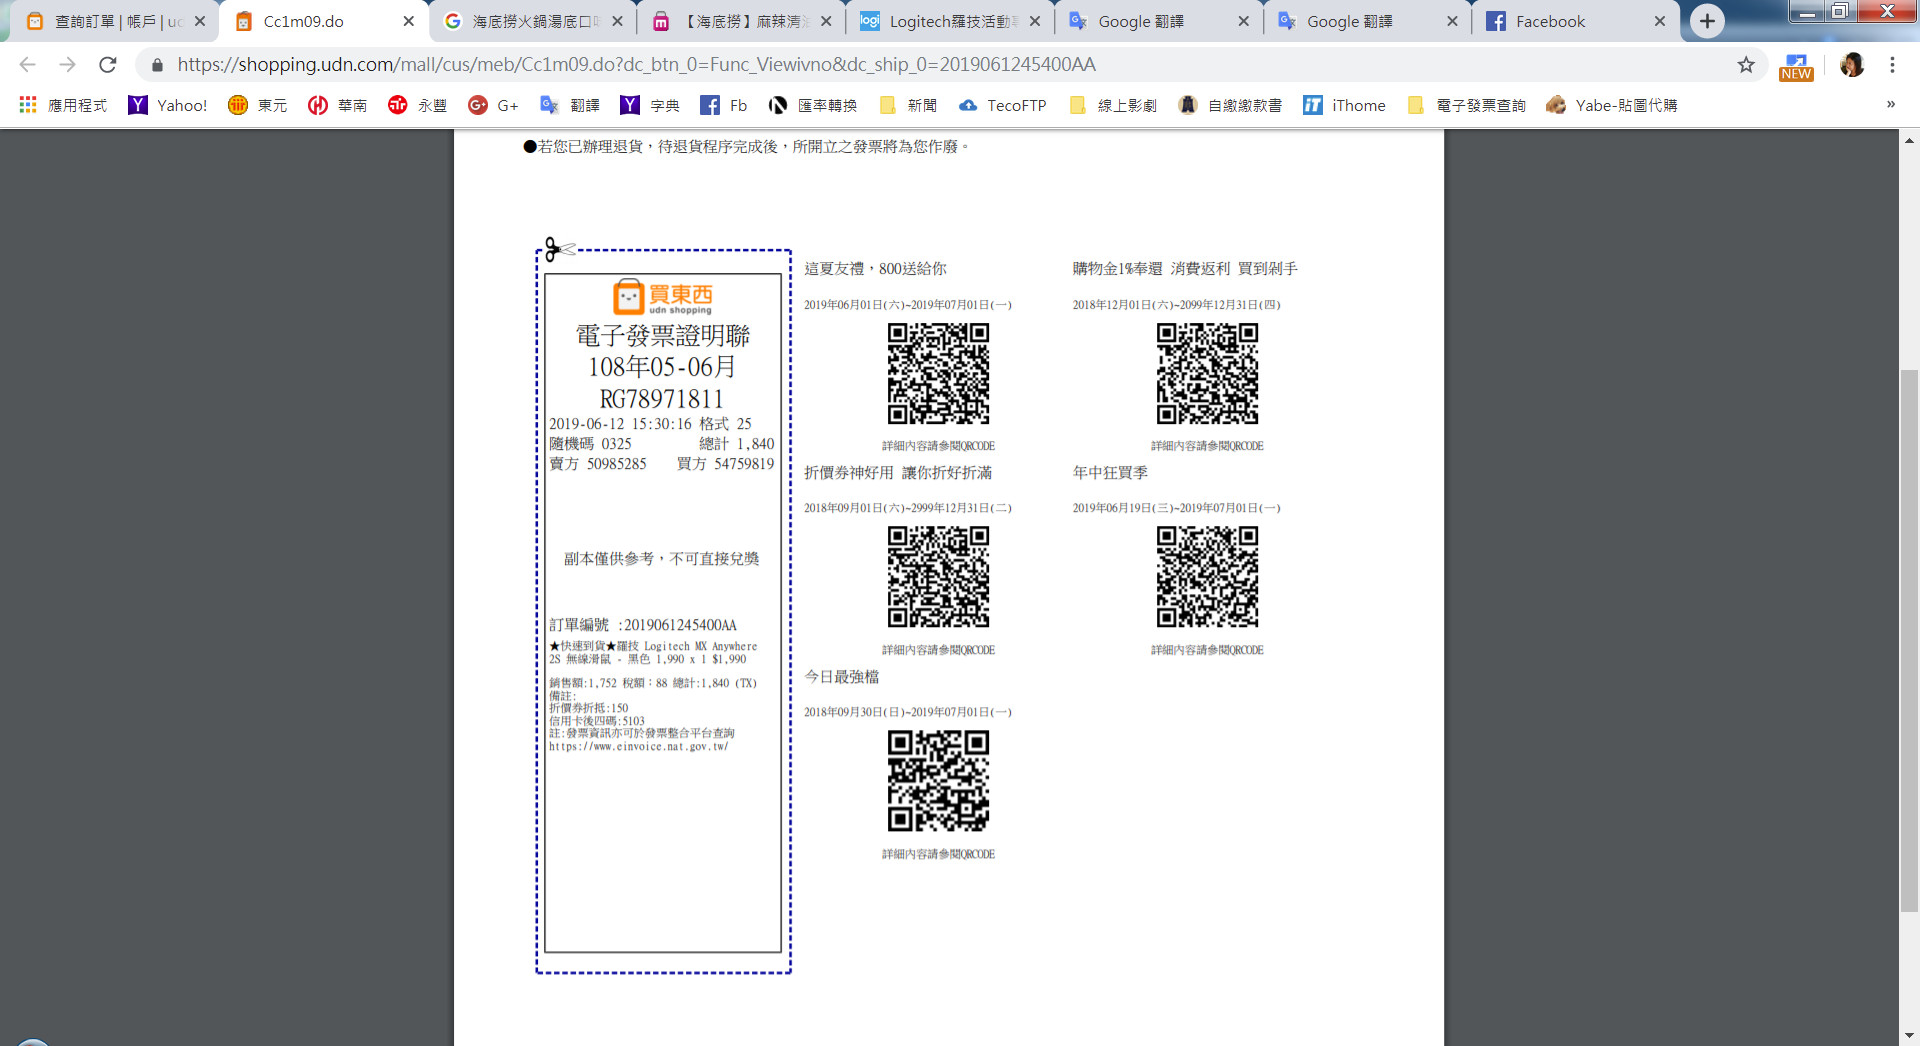 查詢訂單 | 帳戶 | ud
Cc1m09.do
海底撈火鍋湯底口
【海底撈】麻辣清油
Logitech羅技活動
Google 翻譯
Google 翻譯
Facebook
https://shopping.udn.com/mall/cus/meb/Cc1m09.do?dc_btn_0=Func_Viewivno&dc_ship_0=2019061245400AA
NEW
應用程式
Yahoo!
東元
華南
永豐
G+
翻譯
字典
Fb
匯率轉換
新聞
TecoFTP
線上影劇
自繳繳款書
iThome
電子發票查詢
Yabe-貼圖代購
»
●若您已辦理退貨，待退貨程序完成後，所開立之發票將為您作廢。
買東西
udn shopping
電子發票證明聯
108年05-06月
RG78971811
2019-06-12 15:30:16 格式 25
隨機碼 0325 總計 1,840
賣方 50985285 買方 54759819
副本僅供參考，不可直接兌獎
訂單編號 :2019061245400AA
★快速到貨★羅技 Logitech MX Anywhere
2S 無線滑鼠 - 黑色 1,990 x 1 $1,990
銷售額:1,752 稅額：88 總計:1,840 (TX)
備註:
折價券折抵:150
信用卡後四碼:5103
註:發票資訊亦可於發票整合平台查詢
https://www.einvoice.nat.gov.tw/
這夏友禮，800送給你
2019年06月01日(六)~2019年07月01日(一)
詳細內容請參閱QRCODE
購物金1%奉還 消費返利 買到剁手
2018年12月01日(六)~2099年12月31日(四)
詳細內容請參閱QRCODE
折價券神好用 讓你折好折滿
2018年09月01日(六)~2999年12月31日(二)
詳細內容請參閱QRCODE
年中狂買季
2019年06月19日(三)~2019年07月01日(一)
詳細內容請參閱QRCODE
今日最強檔
2018年09月30日(日)~2019年07月01日(一)
詳細內容請參閱QRCODE